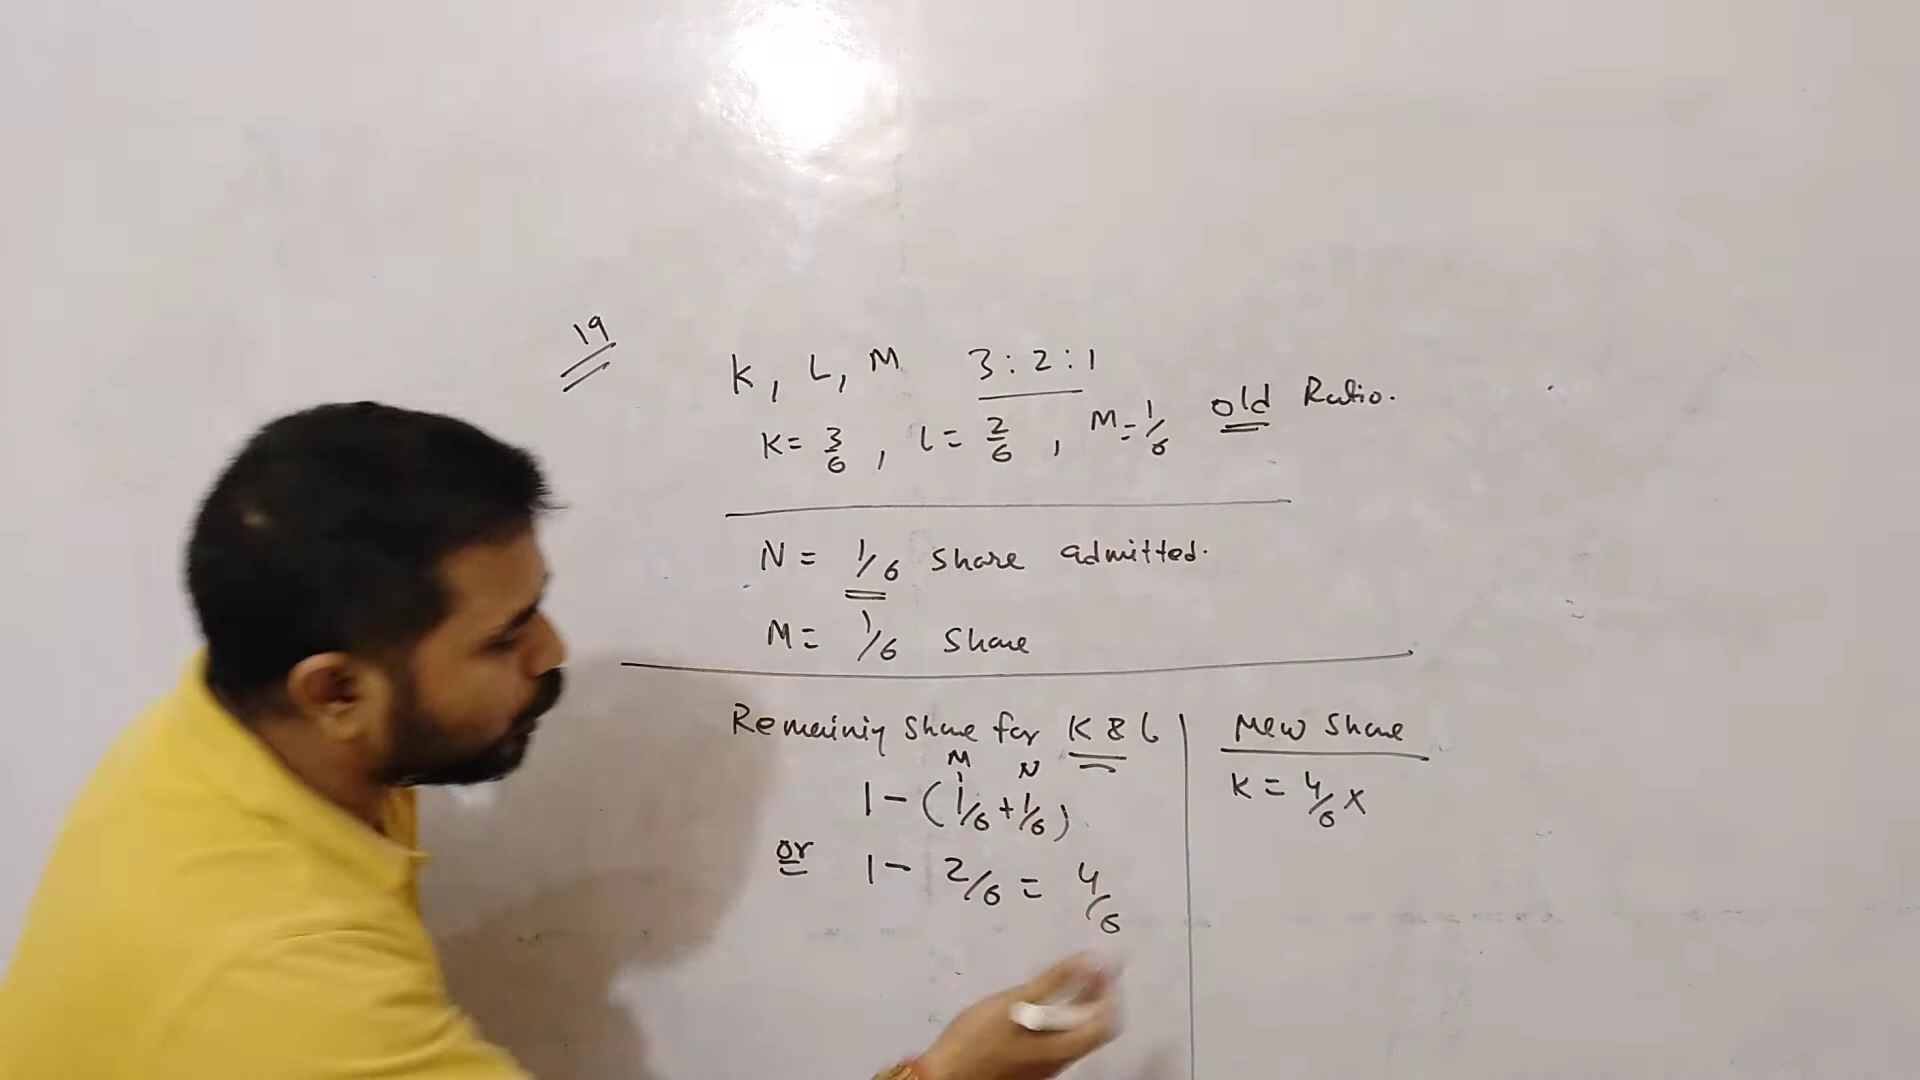 19
K, L, M 3:2:1
K= 3/6, L= 2/6, M= 1/6 old Ratio.
N = 1/6 Share admitted.
M= 1/6 Share
Remaining Share for K & L
M N
1-(1/6+1/6)
or 1- 2/6 = 4/6
New Share
K = 4/6 x